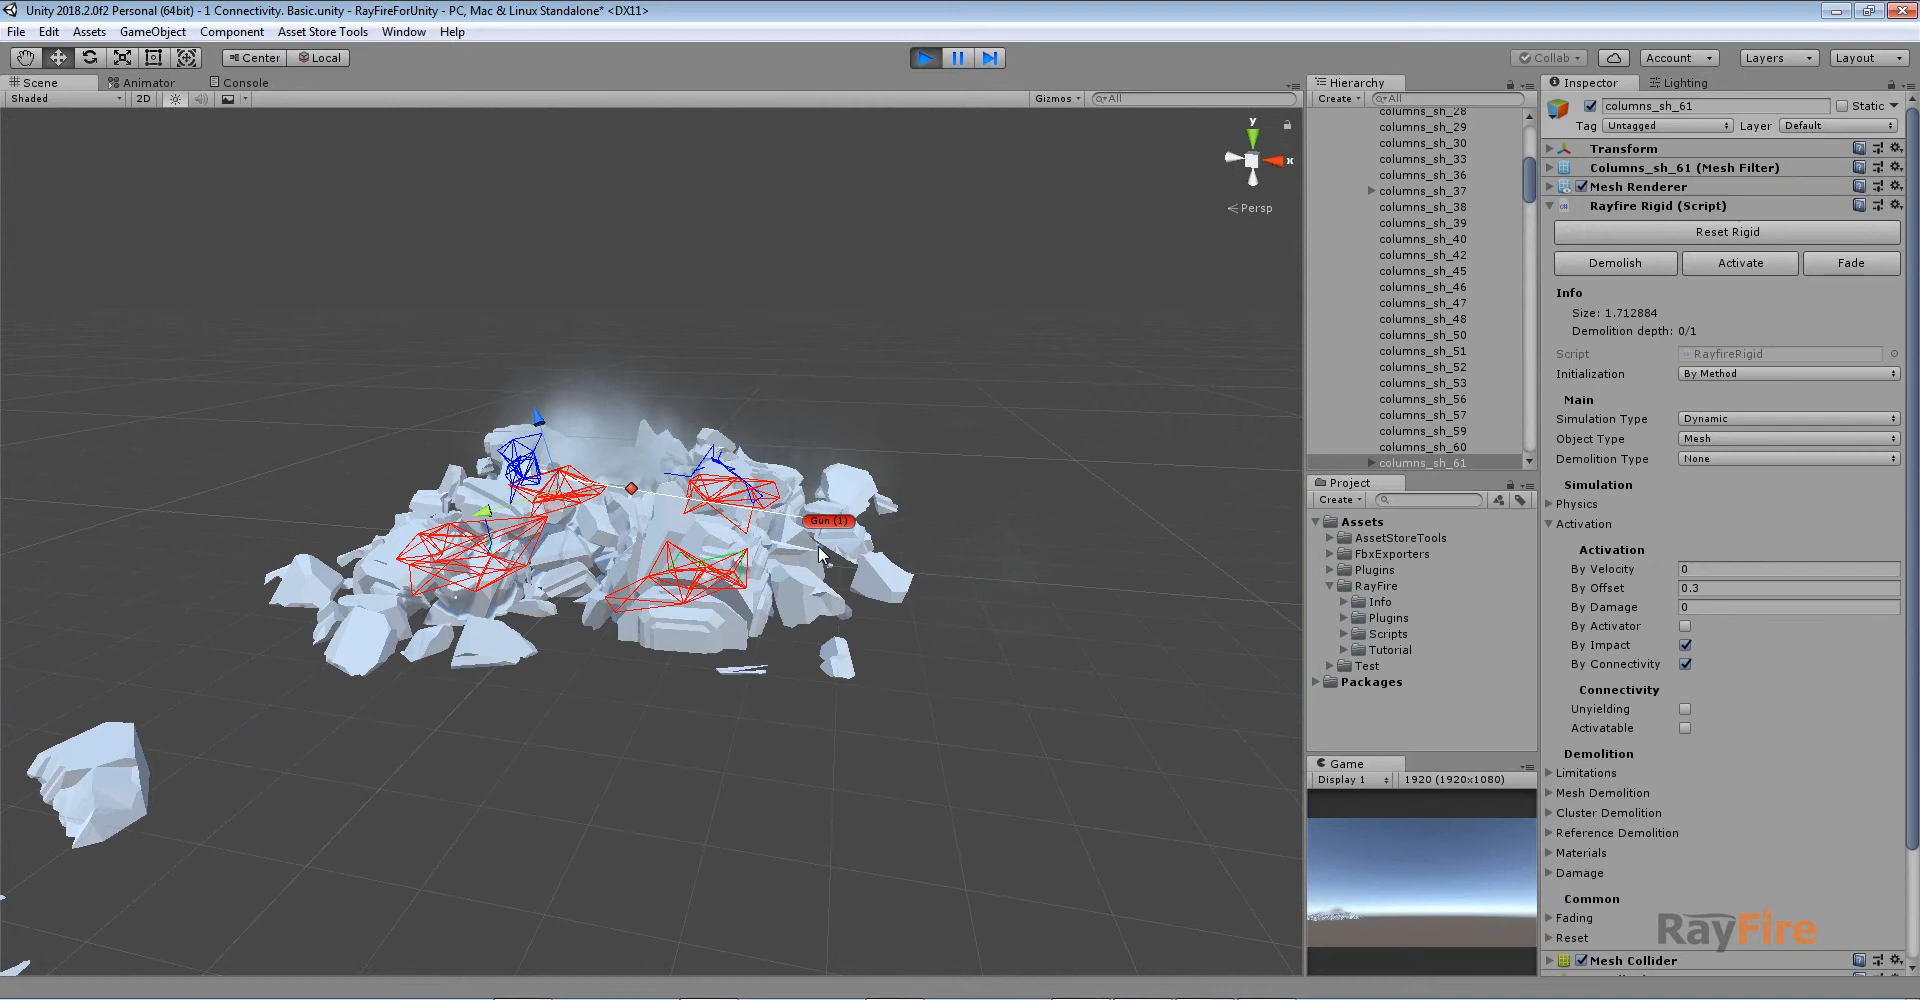 Unity 2018.2.0f2 Personal (64bit) - 1 Connectivity. Basic.unity - RayFireForUnity - PC, Mac & Linux Standalone* <DX11>
File Edit Assets GameObject Component Asset Store Tools Window Help
Center Local
Collab Account Layers Layout
Scene Animator Console
Shaded 2D Gizmos All
y
x
Persp
Gun (1)
Hierarchy
Create All
columns_sh_28
columns_sh_29
columns_sh_30
columns_sh_33
columns_sh_36
columns_sh_37
columns_sh_38
columns_sh_39
columns_sh_40
columns_sh_42
columns_sh_45
columns_sh_46
columns_sh_47
columns_sh_48
columns_sh_50
columns_sh_51
columns_sh_52
columns_sh_53
columns_sh_56
columns_sh_57
columns_sh_59
columns_sh_60
columns_sh_61
Project
Create
Assets
AssetStoreTools
FbxExporters
Plugins
RayFire
Info
Plugins
Scripts
Tutorial
Test
Packages
Game
Display 1 1920 (1920x1080)
Inspector Lighting
columns_sh_61 Static
Tag Untagged Layer Default
Transform
Columns_sh_61 (Mesh Filter)
Mesh Renderer
Rayfire Rigid (Script)
Reset Rigid
Demolish Activate Fade
Info
Size: 1.712884
Demolition depth: 0/1
Script RayfireRigid
Initialization By Method
Main
Simulation Type Dynamic
Object Type Mesh
Demolition Type None
Simulation
Physics
Activation
Activation
By Velocity 0
By Offset 0.3
By Damage 0
By Activator
By Impact
By Connectivity
Connectivity
Unyielding
Activatable
Demolition
Limitations
Mesh Demolition
Cluster Demolition
Reference Demolition
Materials
Damage
Common
Fading
Reset
RayFire
Mesh Collider